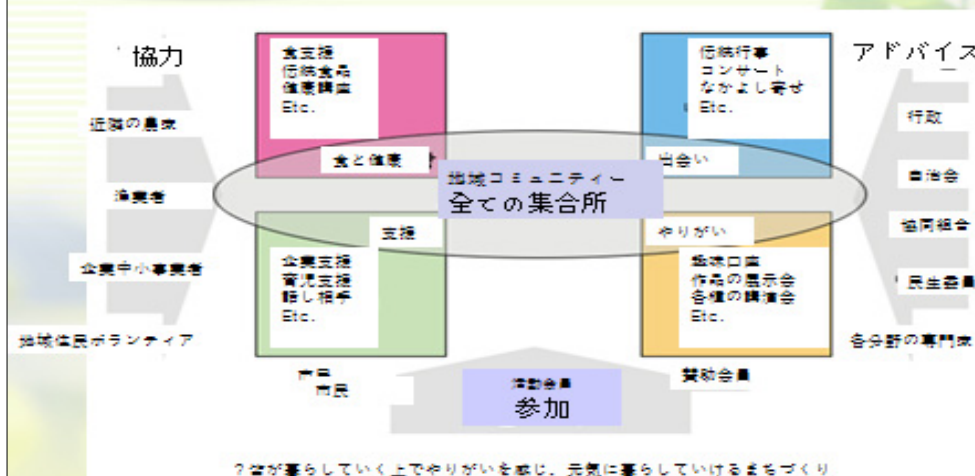 協力
近隣の農家
漁業者
企業中小事業者
地域住民ボランティア
食支援
伝統食品
健康講座
Etc.
食と健康
伝統行事
コンサート
なかよし寄せ
Etc.
出会い
地域コミュニティー
全ての集合所
支援
企業支援
育児支援
話し相手
Etc.
やりがい
趣味口座
作品の展示会
各種の講演会
Etc.
アドバイス
行政
自治会
協同組合
民生委員
各分野の専門家
市民
市民
活動会員
参加
賛助会員
?皆が暮らしていく上でやりがいを感じ、元気に暮らしていけるまちづくり